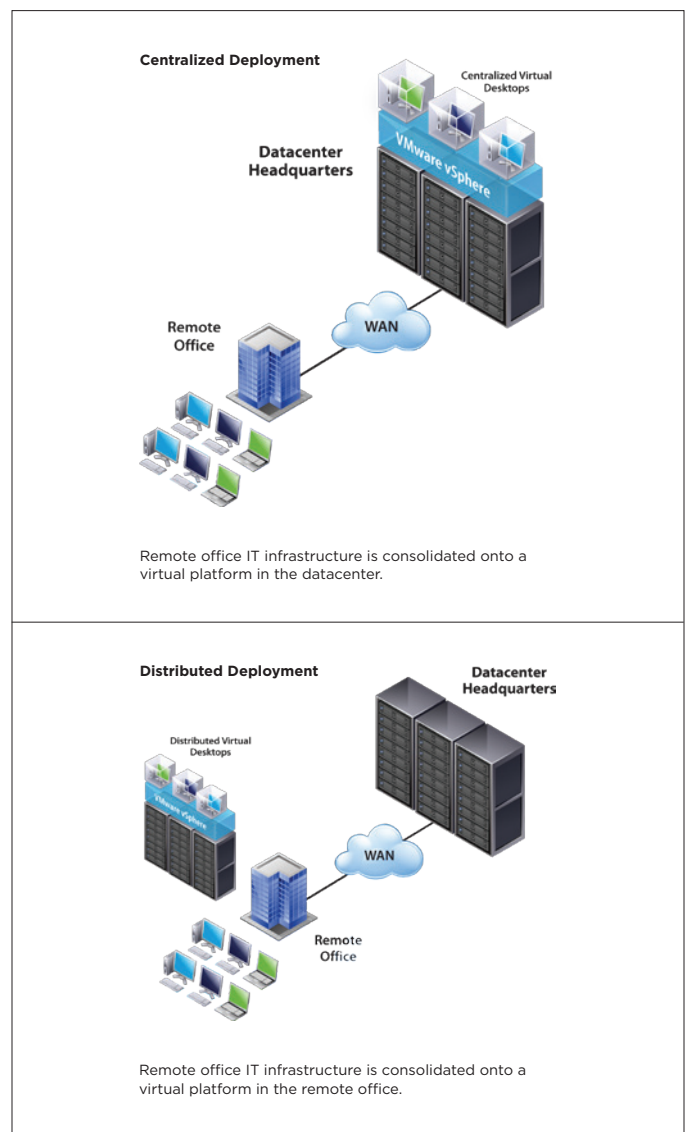 Centralized Deployment
Centralized Virtual
Desktops
VMware vSphere
Datacenter
Headquarters
WAN
Remote
Office
Remote office IT infrastructure is consolidated onto a
virtual platform in the datacenter.
Distributed Deployment
Datacenter
Headquarters
Distributed Virtual
Desktops
VMware vSphere
WAN
Remote
Office
Remote office IT infrastructure is consolidated onto a
virtual platform in the remote office.